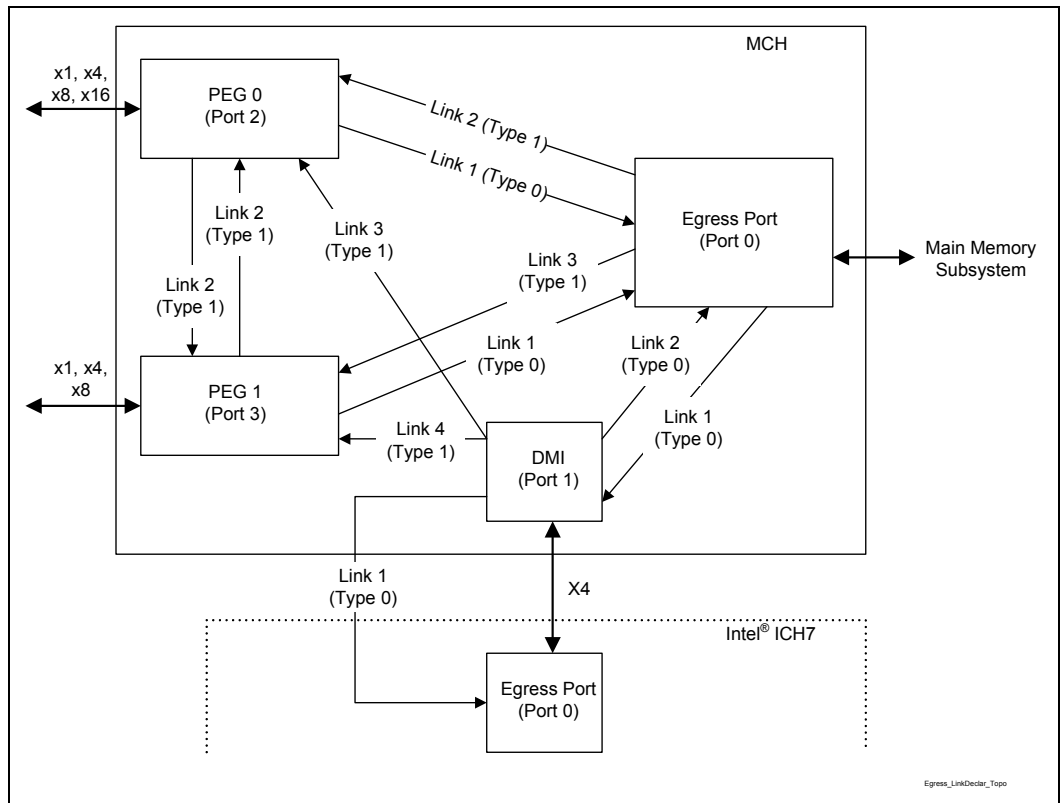 MCH
x1, x4,
x8, x16
PEG 0
(Port 2)
Link 2 (Type 1)
Link 1 (Type 0)
Egress Port
(Port 0)
Main Memory
Subsystem
Link 2
(Type 1)
Link 3
(Type 1)
Link 2
(Type 1)
Link 3
(Type 1)
Link 1
(Type 0)
Link 2
(Type 0)
x1, x4,
x8
PEG 1
(Port 3)
Link 4
(Type 1)
Link 1
(Type 0)
DMI
(Port 1)
Link 1
(Type 0)
X4
Intel® ICH7
Egress Port
(Port 0)
Egress_LinkDeclar_Topo